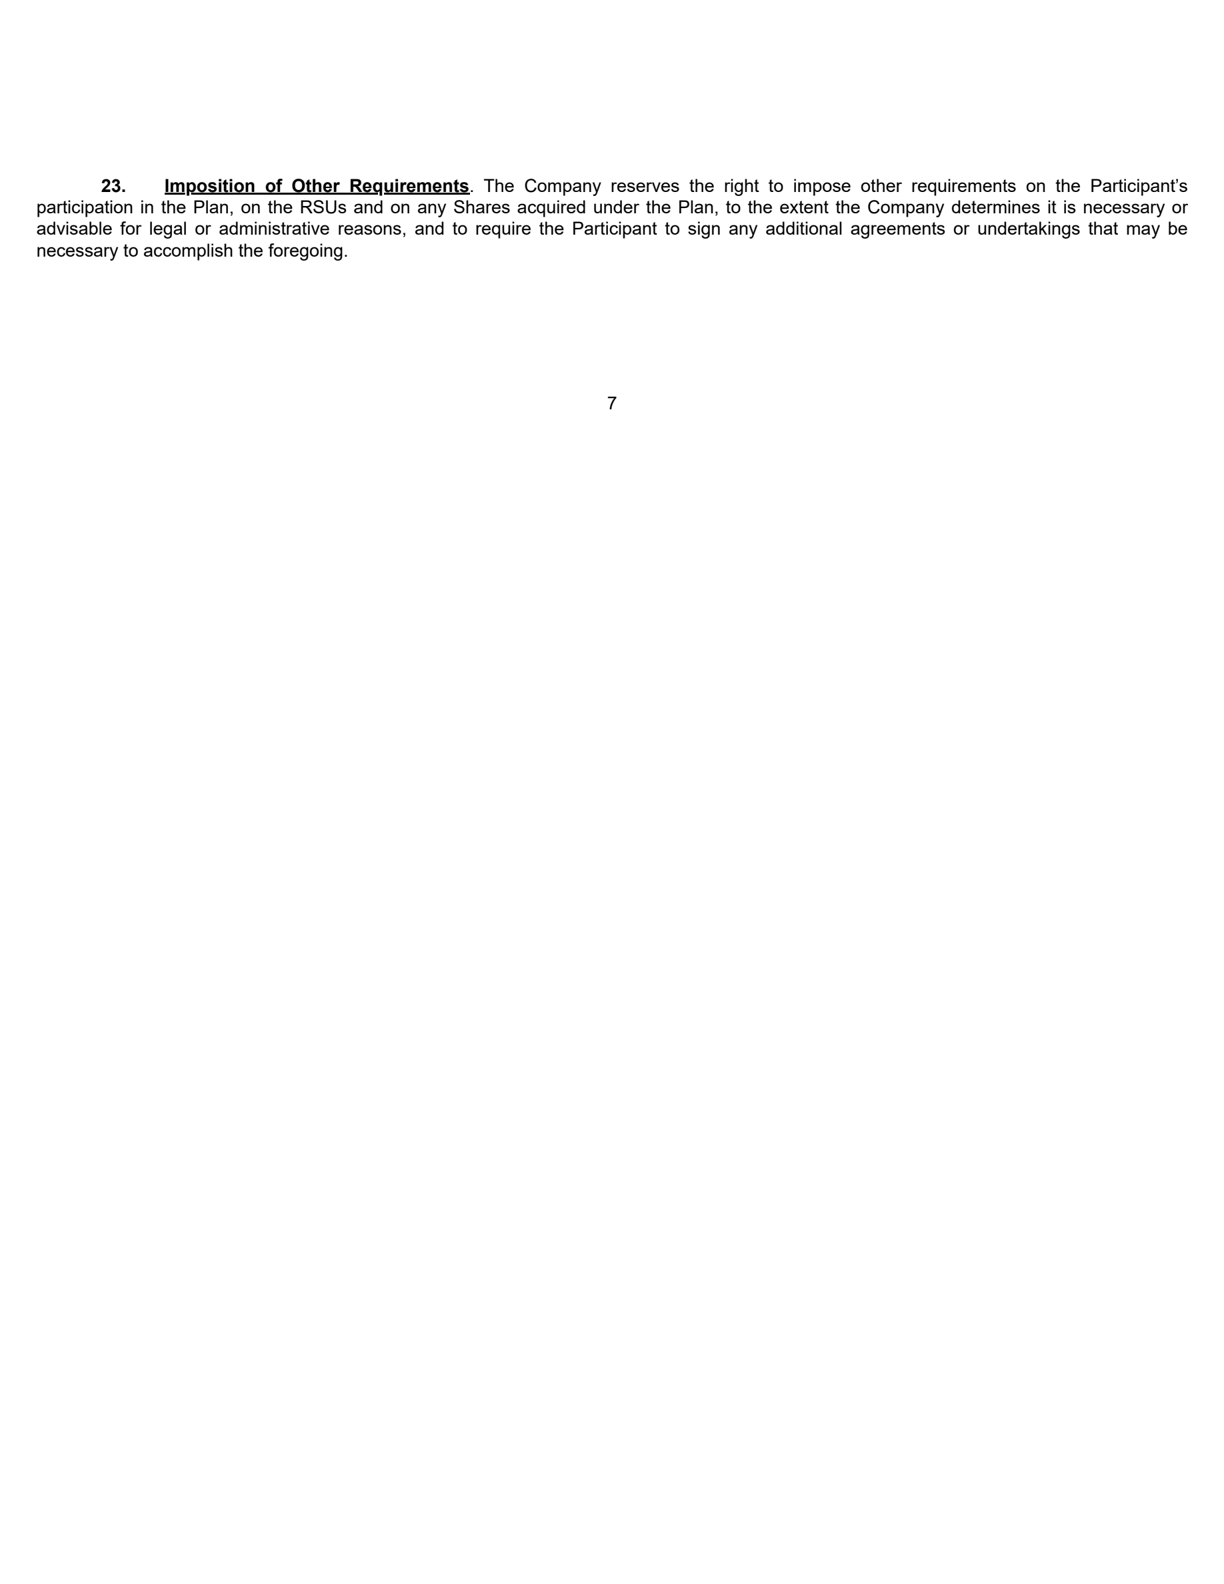 23. Imposition of Other Requirements. The Company reserves the right to impose other requirements on the Participant’s
participation in the Plan, on the RSUs and on any Shares acquired under the Plan, to the extent the Company determines it is necessary or
advisable for legal or administrative reasons, and to require the Participant to sign any additional agreements or undertakings that may be
necessary to accomplish the foregoing.
7